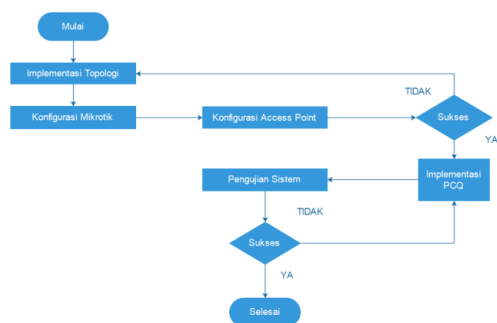 Mulai
Implementasi Topologi
Konfigurasi Mikrotik
Konfigurasi Access Point
TIDAK
Sukses
YA
Implementasi
PCQ
Pengujian Sistem
TIDAK
Sukses
YA
Selesai